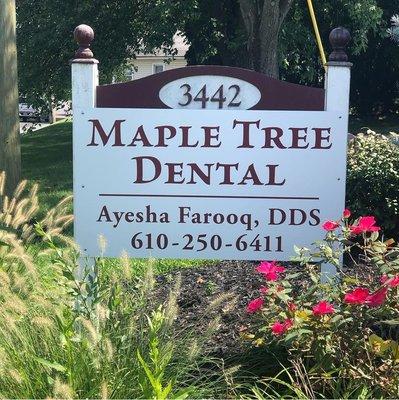 3442
MAPLE TREE
DENTAL
Ayesha Farooq, DDS
610-250-6411